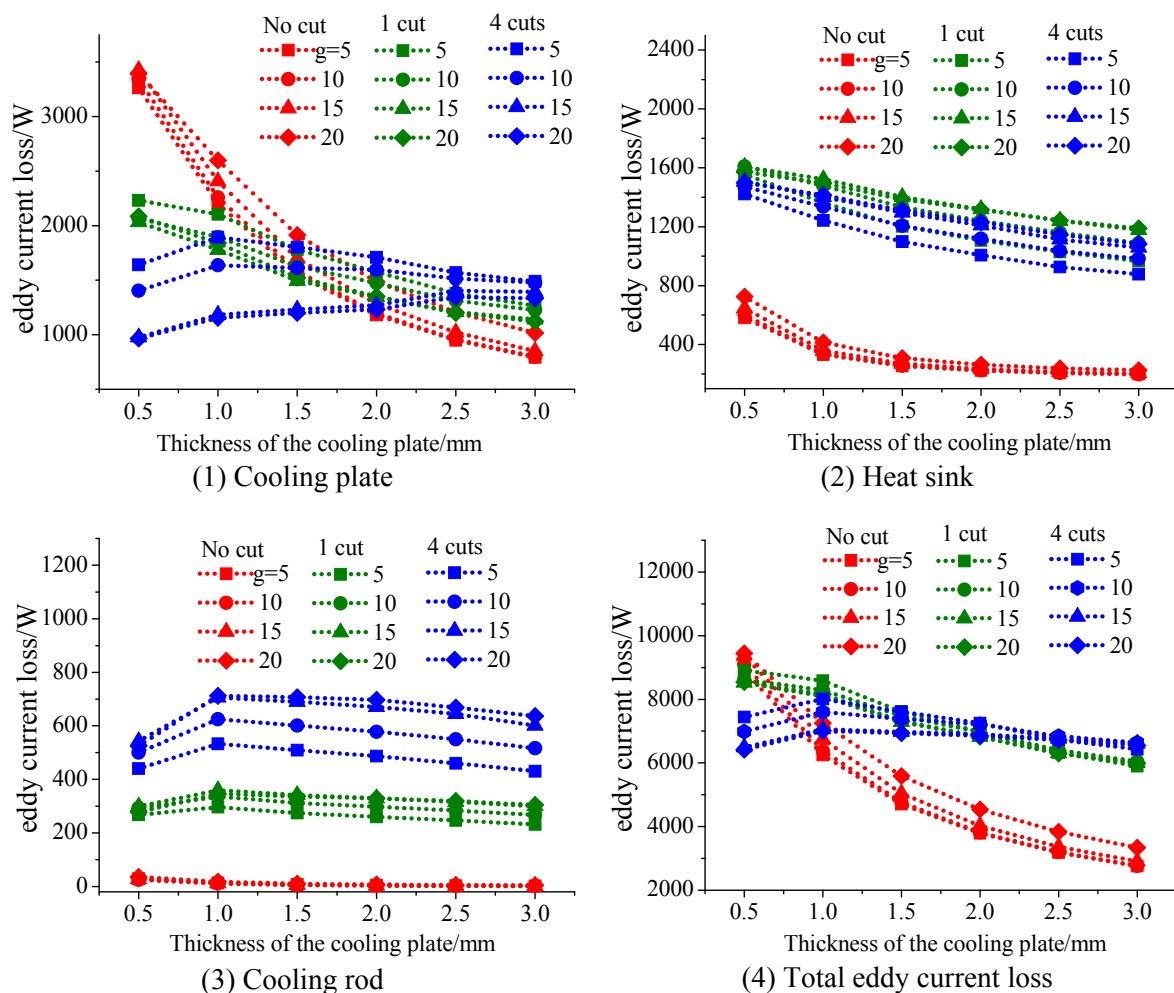 No cut 1 cut 4 cuts
g=5 5 5
10 10 10
15 15 15
20 20 20
3000
2000
1000
eddy current loss/W
0.5 1.0 1.5 2.0 2.5 3.0
Thickness of the cooling plate/mm
(1) Cooling plate
No cut 1 cut 4 cuts
g=5 5 5
10 10 10
15 15 15
20 20 20
2400
2000
1600
1200
800
400
eddy current loss/W
0.5 1.0 1.5 2.0 2.5 3.0
Thickness of the cooling plate/mm
(2) Heat sink
No cut 1 cut 4 cuts
g=5 5 5
10 10 10
15 15 15
20 20 20
1200
1000
800
600
400
200
0
eddy current loss/W
0.5 1.0 1.5 2.0 2.5 3.0
Thickness of the cooling plate/mm
(3) Cooling rod
No cut 1 cut 4 cuts
g=5 5 5
10 10 10
15 15 15
20 20 20
12000
10000
8000
6000
4000
2000
eddy current loss/W
0.5 1.0 1.5 2.0 2.5 3.0
Thickness of the cooling plate/mm
(4) Total eddy current loss